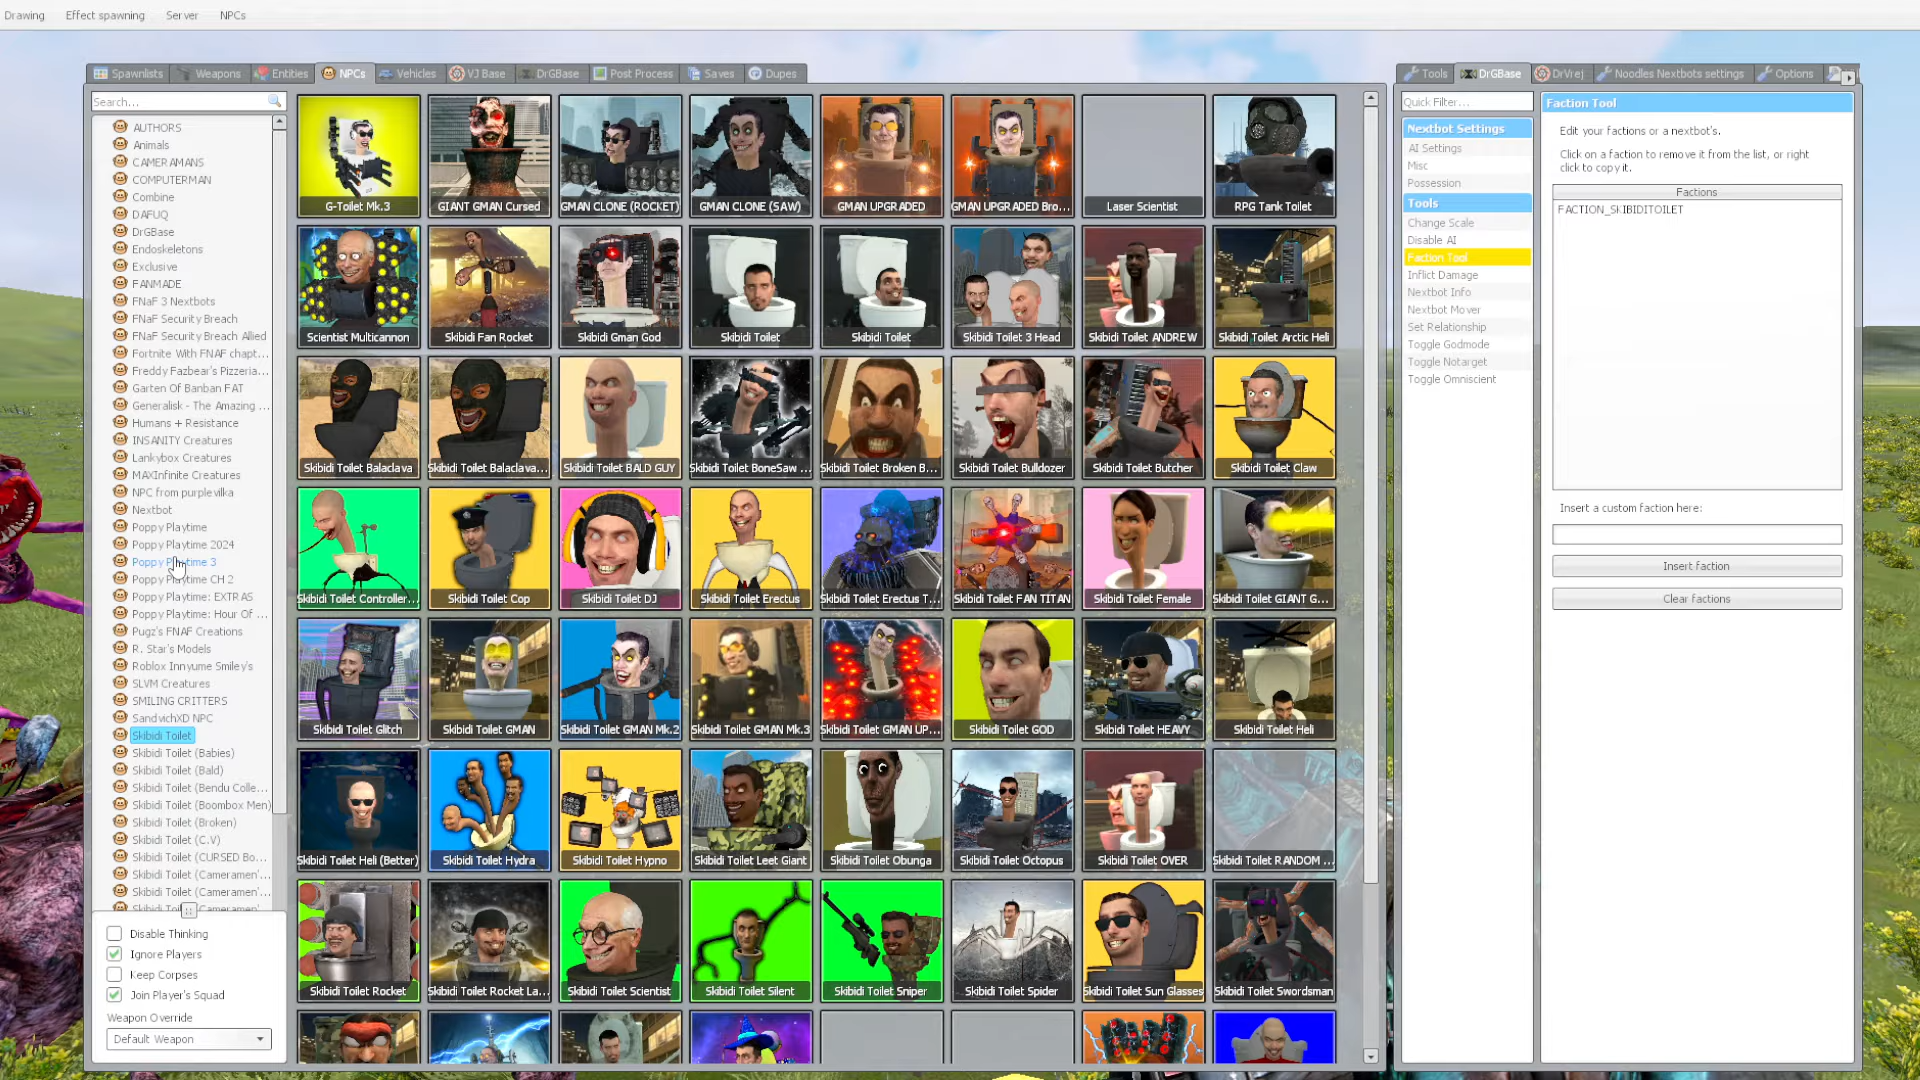 Drawing Effect spawning Server NPCs
Spawnlists Weapons Entities NPCs Vehicles VJ Base DrGBase Post Process Saves Dupes
Tools DrGBase DrVrej Noodles Nextbots settings Options
Search...
AUTHORS
Animals
CAMERAMANS
COMPUTERMAN
Combine
DAFUQ
DrGBase
Endoskeletons
Exclusive
FANMADE
FNaF 3 Nextbots
FNaF Security Breach
FNaF Security Breach Allied
Fortnite With FNAF chapt...
Freddy Fazbear's Pizzeria...
Garten Of Banban FAT
Generalisk - The Amazing ...
Humans + Resistance
INSANITY Creatures
Lankybox Creatures
MAXInfinite Creatures
NPC from purplevilka
Nextbot
Poppy Playtime
Poppy Playtime 2024
Poppy Playtime 3
Poppy Playtime CH 2
Poppy Playtime: EXTRAS
Poppy Playtime: Hour Of ...
Pugz's FNAF Creations
R. Star's Models
Roblox Innyume Smiley's
SLVM Creatures
SMILING CRITTERS
SandvichXD NPC
Skibidi Toilet
Skibidi Toilet (Babies)
Skibidi Toilet (Bald)
Skibidi Toilet (Bendu Colle...
Skibidi Toilet (Boombox Men)
Skibidi Toilet (Broken)
Skibidi Toilet (C.V)
Skibidi Toilet (CURSED Bo...
Skibidi Toilet (Cameramen'...
Skibidi Toilet (Cameramen'...
Skibidi Toilet (Cameramen'...
Disable Thinking
Ignore Players
Keep Corpses
Join Player's Squad
Weapon Override
Default Weapon
G-Toilet Mk.3 GIANT GMAN Cursed GMAN CLONE (ROCKET) GMAN CLONE (SAW) GMAN UPGRADED GMAN UPGRADED Bro... Laser Scientist RPG Tank Toilet
Scientist Multicannon Skibidi Fan Rocket Skibidi Gman God Skibidi Toilet Skibidi Toilet Skibidi Toilet 3 Head Skibidi Toilet ANDREW Skibidi Toilet Arctic Heli
Skibidi Toilet Balaclava Skibidi Toilet Balaclava... Skibidi Toilet BALD GUY Skibidi Toilet BoneSaw ... Skibidi Toilet Broken B... Skibidi Toilet Bulldozer Skibidi Toilet Butcher Skibidi Toilet Claw
Skibidi Toilet Controller... Skibidi Toilet Cop Skibidi Toilet DJ Skibidi Toilet Erectus Skibidi Toilet Erectus T... Skibidi Toilet FAN TITAN Skibidi Toilet Female Skibidi Toilet GIANT G...
Skibidi Toilet Glitch Skibidi Toilet GMAN Skibidi Toilet GMAN Mk.2 Skibidi Toilet GMAN Mk.3 Skibidi Toilet GMAN UP... Skibidi Toilet GOD Skibidi Toilet HEAVY Skibidi Toilet Heli
Skibidi Toilet Heli (Better) Skibidi Toilet Hydra Skibidi Toilet Hypno Skibidi Toilet Leet Giant Skibidi Toilet Obunga Skibidi Toilet Octopus Skibidi Toilet OVER Skibidi Toilet RANDOM ...
Skibidi Toilet Rocket Skibidi Toilet Rocket La... Skibidi Toilet Scientist Skibidi Toilet Silent Skibidi Toilet Sniper Skibidi Toilet Spider Skibidi Toilet Sun Glasses Skibidi Toilet Swordsman
Quick Filter...
Nextbot Settings
AI Settings
Misc
Possession
Tools
Change Scale
Disable AI
Faction Tool
Inflict Damage
Nextbot Info
Nextbot Mover
Set Relationship
Toggle Godmode
Toggle Notarget
Toggle Omniscient
Faction Tool
Edit your factions or a nextbot's.
Click on a faction to remove it from the list, or right
click to copy it.
Factions
FACTION_SKIBIDITOILET
Insert a custom faction here:
Insert faction
Clear factions